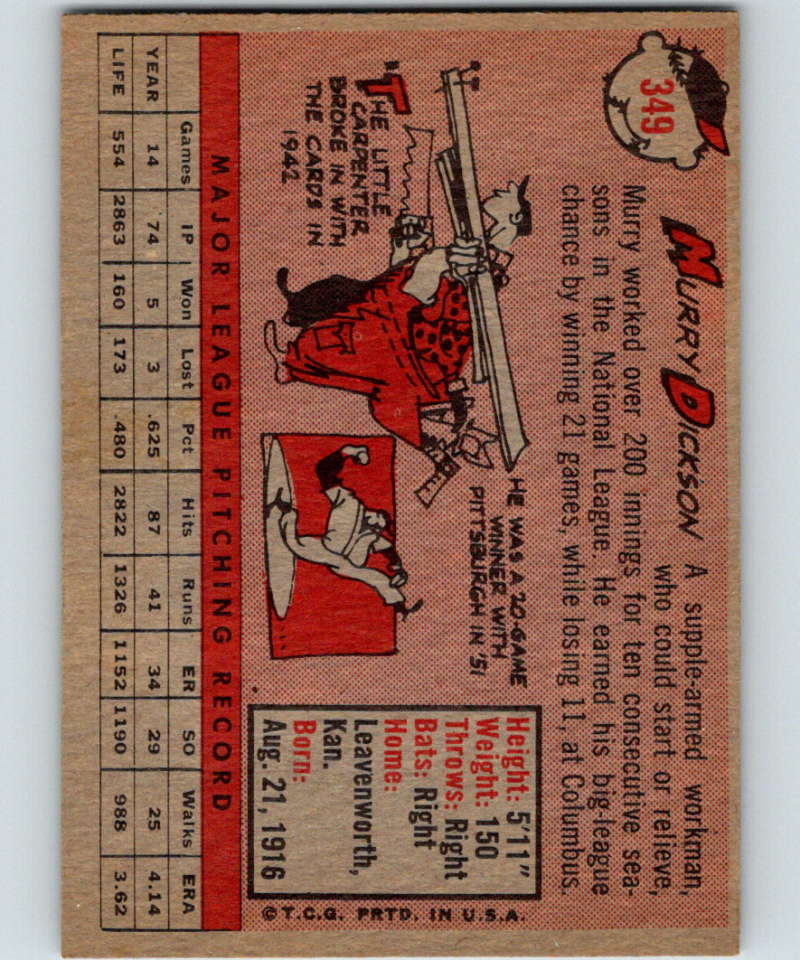 349
MURRY DICKSON A supple-armed workman,
who could start or relieve,
Murry worked over 200 innings for ten consecutive sea-
sons in the National League. He earned his big-league
chance by winning 21 games, while losing 11, at Columbus.
"THE LITTLE
CARPENTER
BROKE IN WITH
THE CARDS IN
1942
HE WAS A 20-GAME
WINNER WITH
PITTSBURGH IN '51
Height: 5'11"
Weight: 150
Throws: Right
Bats: Right
Home:
Leavenworth,
Kan.
Born:
Aug. 21, 1916
MAJOR LEAGUE PITCHING RECORD
Games IP Won Lost Pct Hits Runs ER SO Walks ERA
YEAR 14 74 5 3 .625 87 41 34 29 25 4.14
LIFE 554 2863 160 173 .480 2822 1326 1152 1190 988 3.62
©T.C.G. PRTD. IN U.S.A.